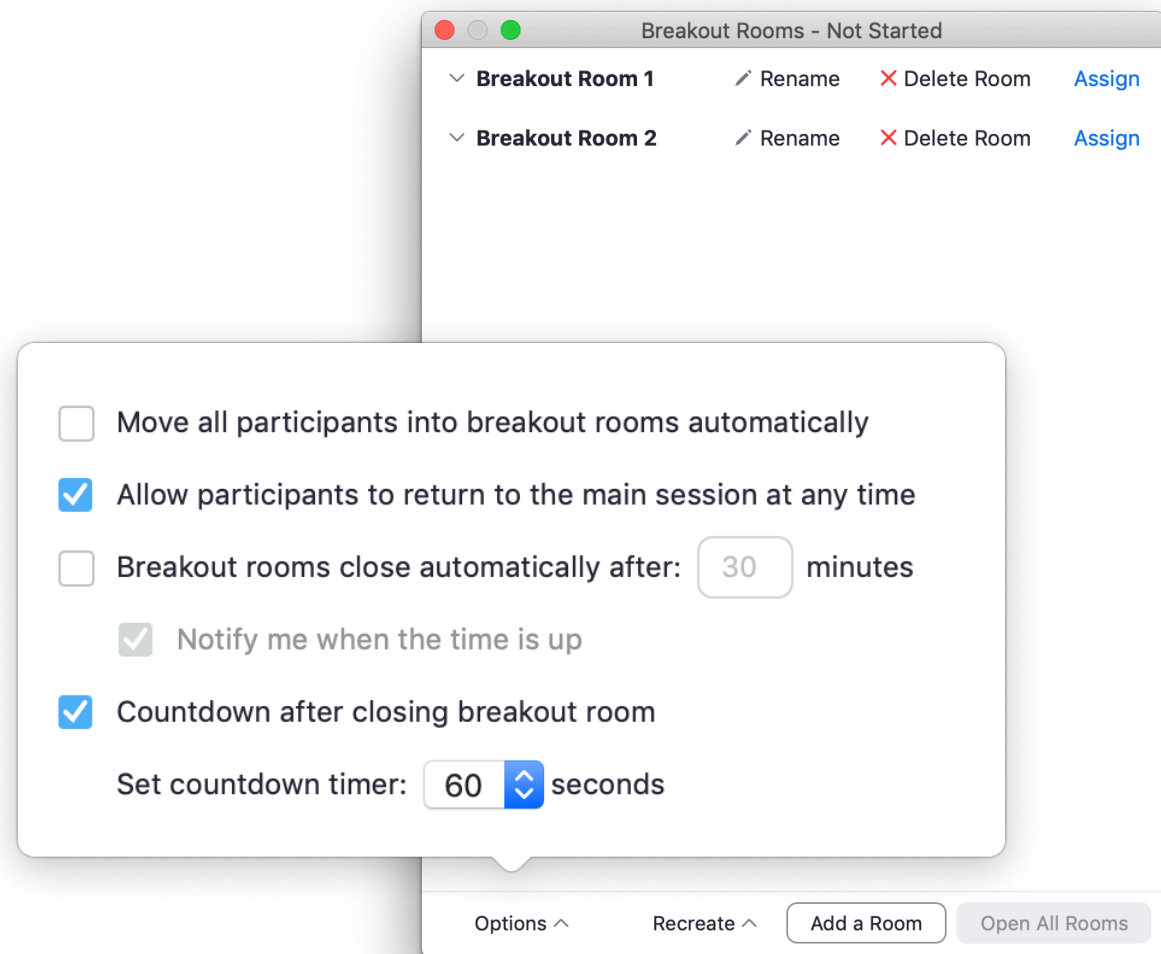 Breakout Rooms - Not Started
Breakout Room 1 Rename Delete Room Assign
Breakout Room 2 Rename Delete Room Assign
Move all participants into breakout rooms automatically
Allow participants to return to the main session at any time
Breakout rooms close automatically after: 30 minutes
Notify me when the time is up
Countdown after closing breakout room
Set countdown timer: 60 seconds
Options Recreate Add a Room Open All Rooms